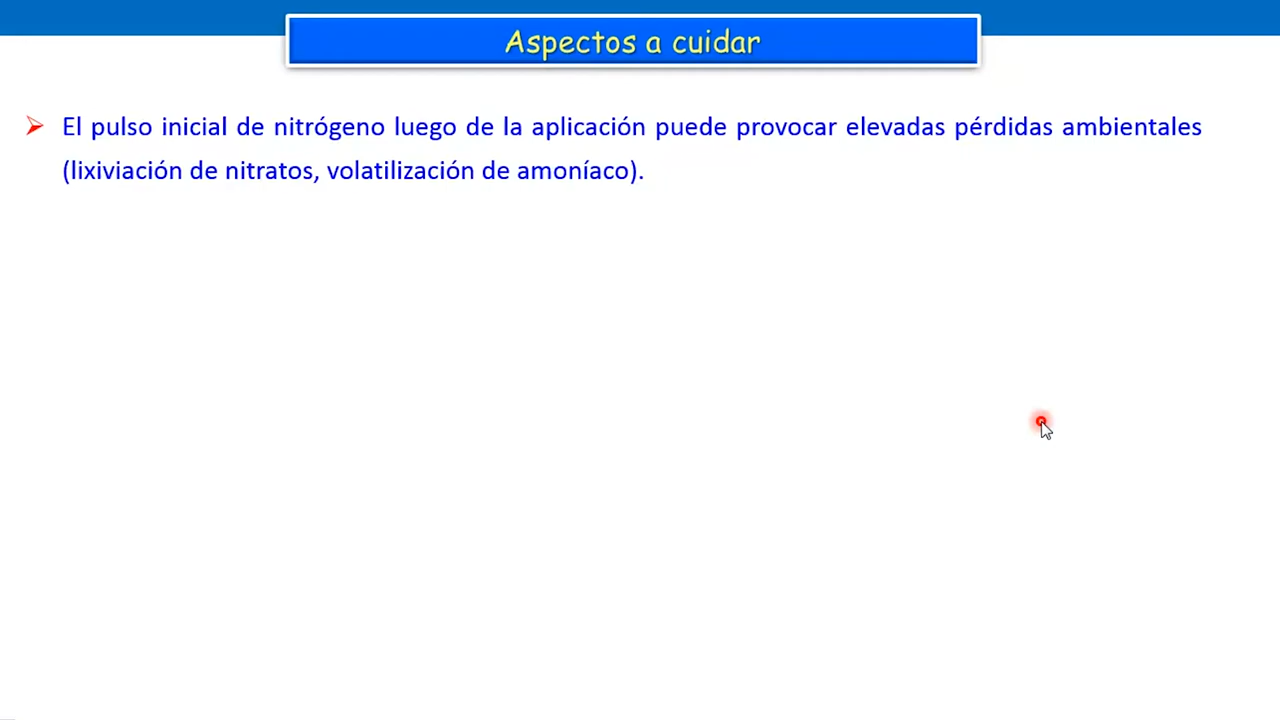 Aspectos a cuidar
El pulso inicial de nitrógeno luego de la aplicación puede provocar elevadas pérdidas ambientales
(lixiviación de nitratos, volatilización de amoníaco).